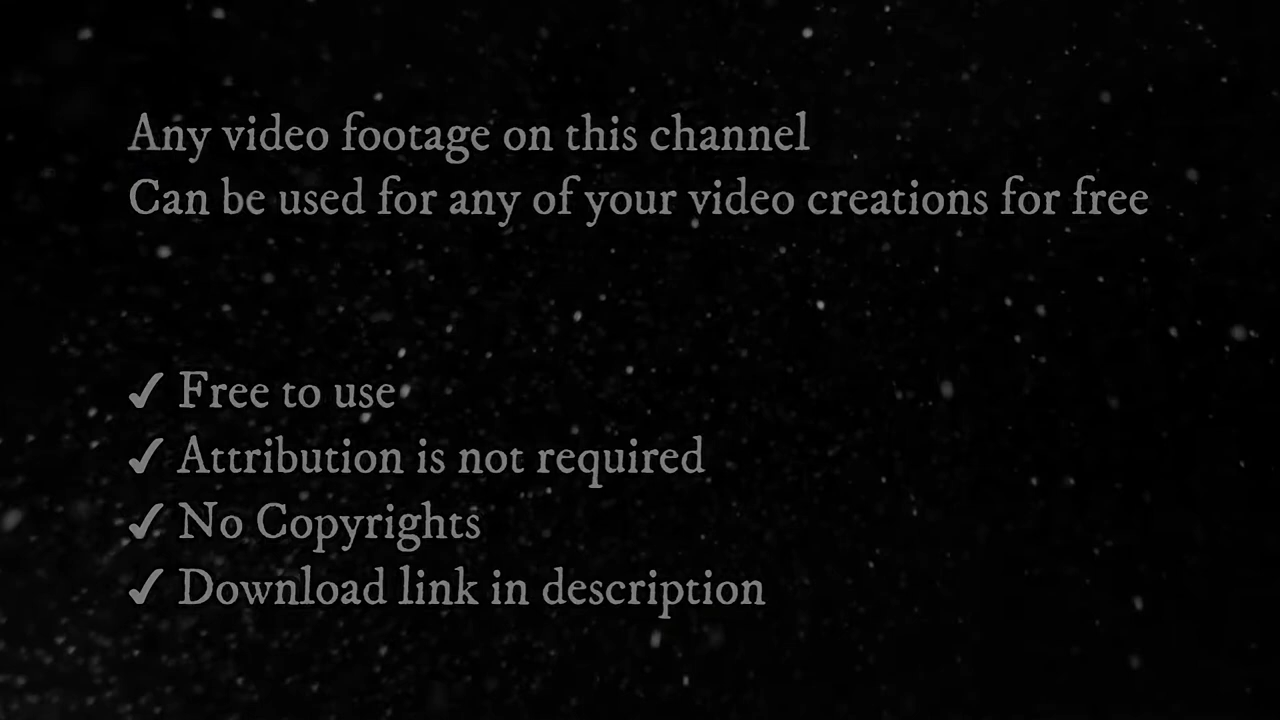 Any video footage on this channel
Can be used for any of your video creations for free
✓ Free to use
✓ Attribution is not required
✓ No Copyrights
✓ Download link in description